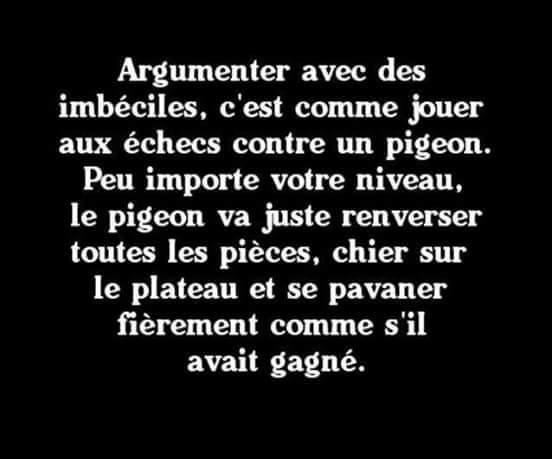 Argumenter avec des
imbéciles, c'est comme jouer
aux échecs contre un pigeon.
Peu importe votre niveau,
le pigeon va juste renverser
toutes les pièces, chier sur
le plateau et se pavaner
fièrement comme s'il
avait gagné.